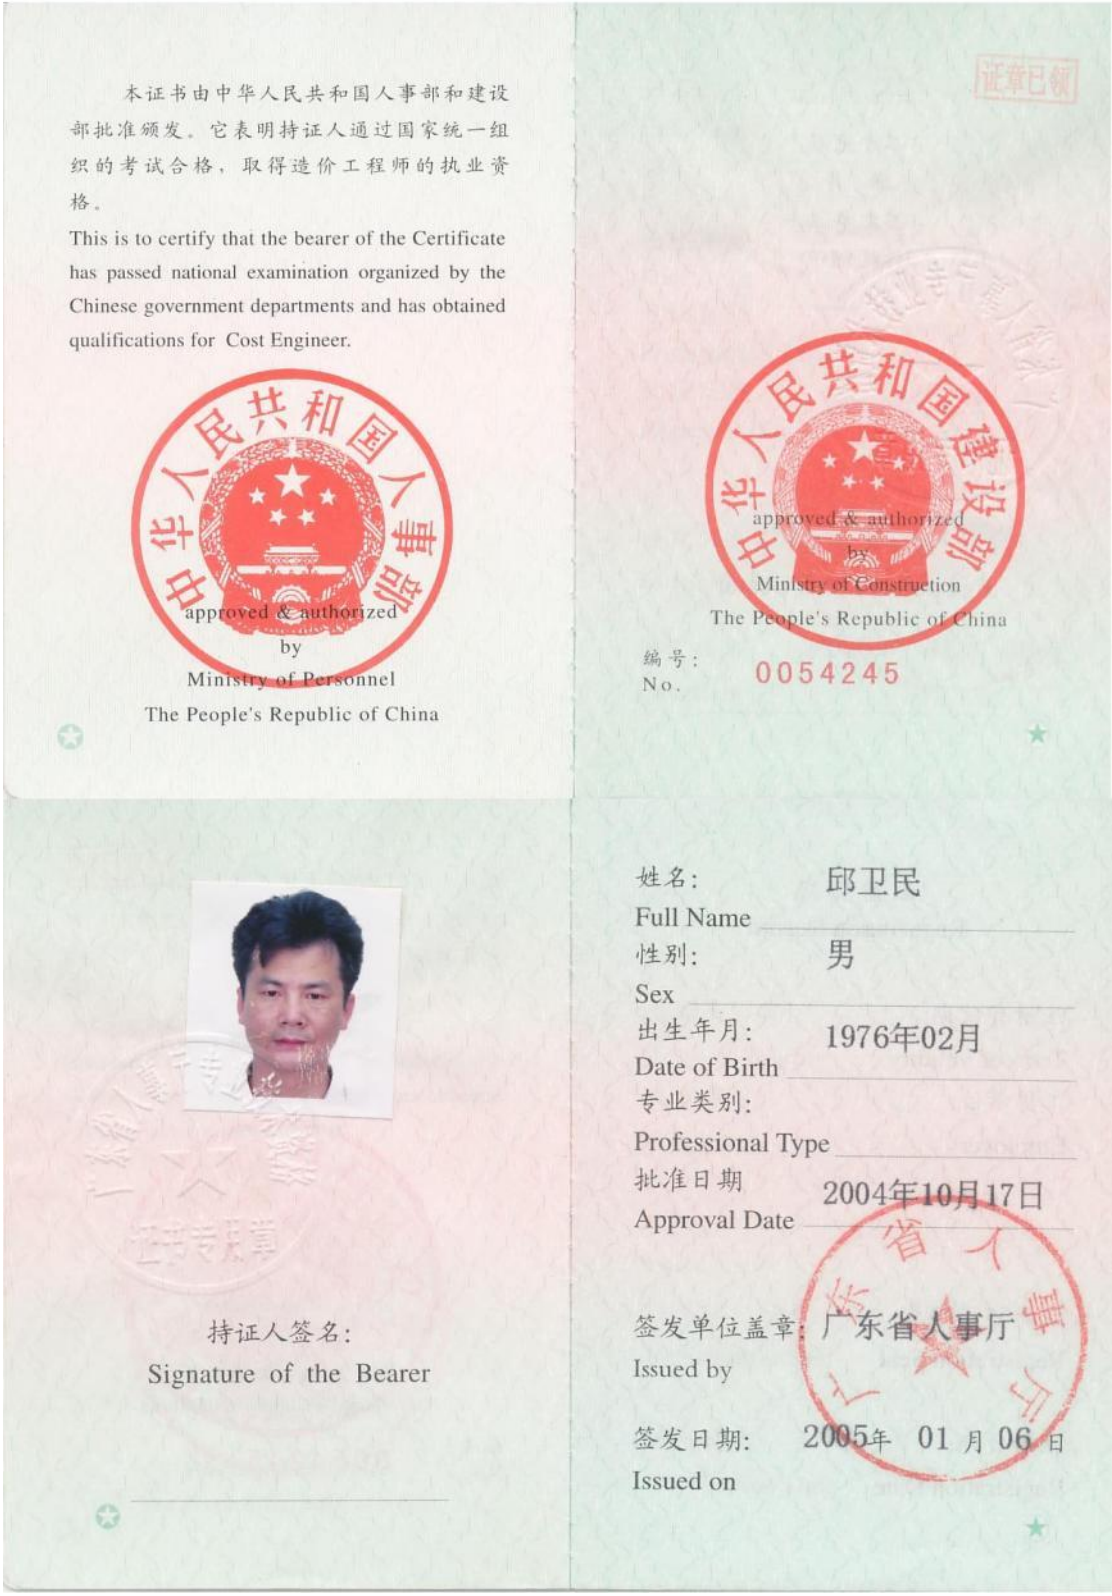 本证书由中华人民共和国人事部和建设
部批准颁发。它表明持证人通过国家统一组
织的考试合格，取得造价工程师的执业资
格。
This is to certify that the bearer of the Certificate
has passed national examination organized by the
Chinese government departments and has obtained
qualifications for Cost Engineer.
中华人民共和国人事部
approved & authorized
by
Ministry of Personnel
The People's Republic of China
证章已领
中华人民共和国建设部
approved & authorized
by
Ministry of Construction
The People's Republic of China
编号：
No. 0054245
证书专用章
持证人签名：
Signature of the Bearer
姓名： 邱卫民
Full Name
性别： 男
Sex
出生年月： 1976年02月
Date of Birth
专业类别：
Professional Type
批准日期 2004年10月17日
Approval Date
广东省人事厅
签发单位盖章： 广东省人事厅
Issued by
签发日期： 2005年 01 月 06 日
Issued on